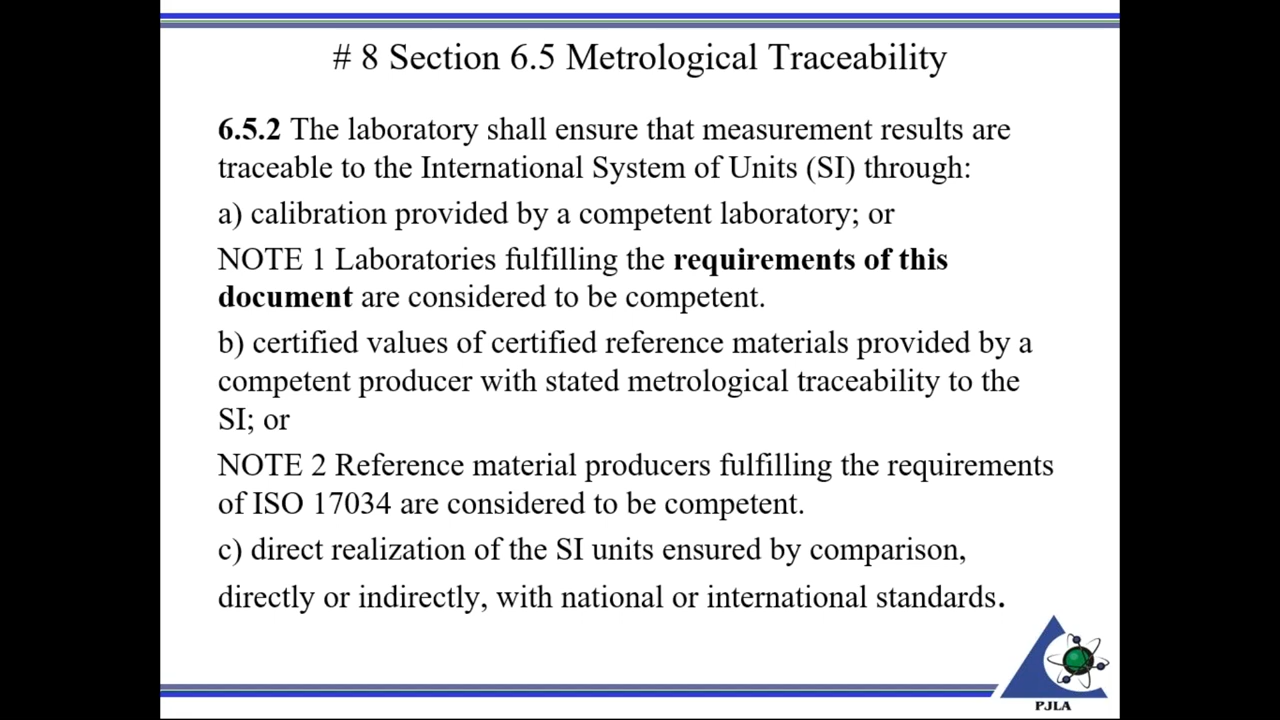 # 8 Section 6.5 Metrological Traceability
6.5.2 The laboratory shall ensure that measurement results are
traceable to the International System of Units (SI) through:
a) calibration provided by a competent laboratory; or
NOTE 1 Laboratories fulfilling the requirements of this
document are considered to be competent.
b) certified values of certified reference materials provided by a
competent producer with stated metrological traceability to the
SI; or
NOTE 2 Reference material producers fulfilling the requirements
of ISO 17034 are considered to be competent.
c) direct realization of the SI units ensured by comparison,
directly or indirectly, with national or international standards.
PJLA